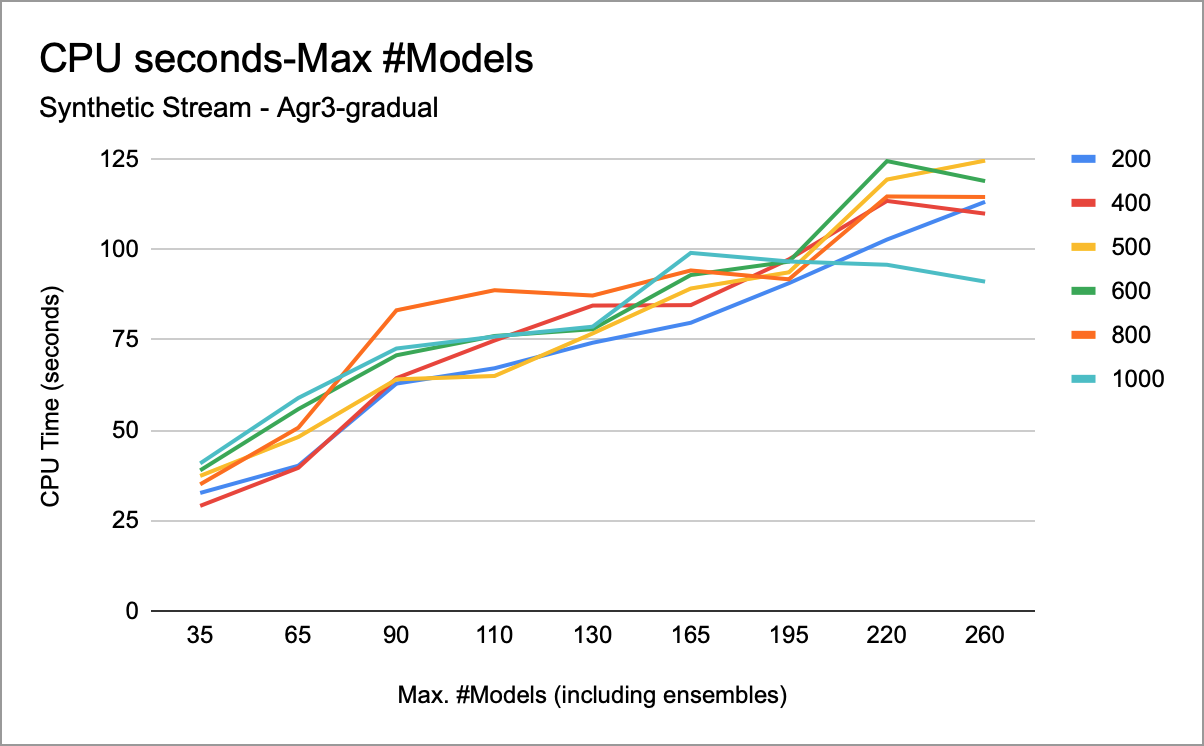 CPU seconds-Max #Models
Synthetic Stream - Agr3-gradual
125
100
75
50
25
0
CPU Time (seconds)
35 65 90 110 130 165 195 220 260
Max. #Models (including ensembles)
200
400
500
600
800
1000